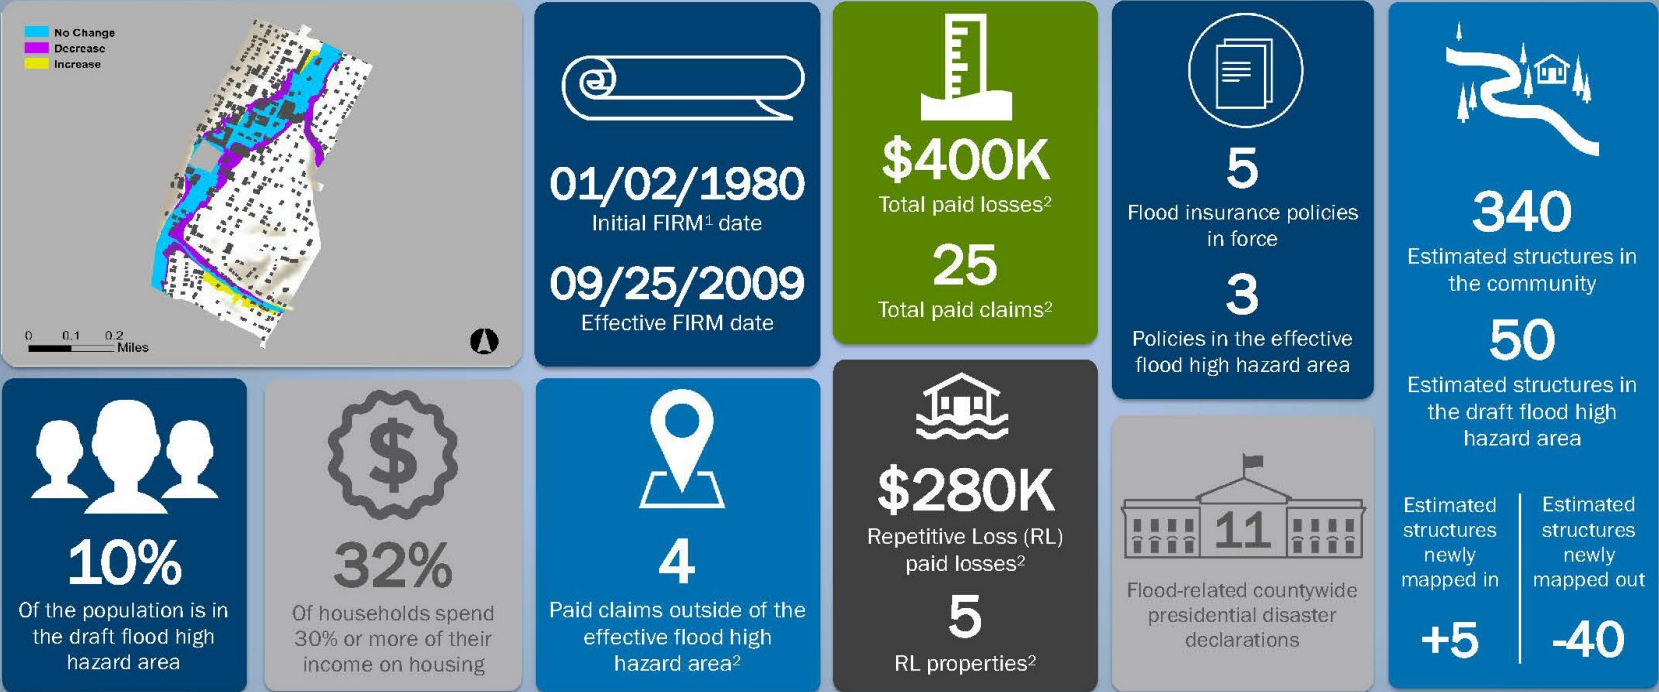 No Change
Decrease
Increase
0 0.1 0.2
Miles
01/02/1980
Initial FIRM¹ date
09/25/2009
Effective FIRM date
$400K
Total paid losses²
25
Total paid claims²
5
Flood insurance policies
in force
3
Policies in the effective
flood high hazard area
340
Estimated structures in
the community
50
Estimated structures in
the draft flood high
hazard area
Estimated
structures
newly
mapped in
+5
Estimated
structures
newly
mapped out
-40
10%
Of the population is in
the draft flood high
hazard area
$
32%
Of households spend
30% or more of their
income on housing
4
Paid claims outside of the
effective flood high
hazard area²
$280K
Repetitive Loss (RL)
paid losses²
5
RL properties²
11
Flood-related countywide
presidential disaster
declarations